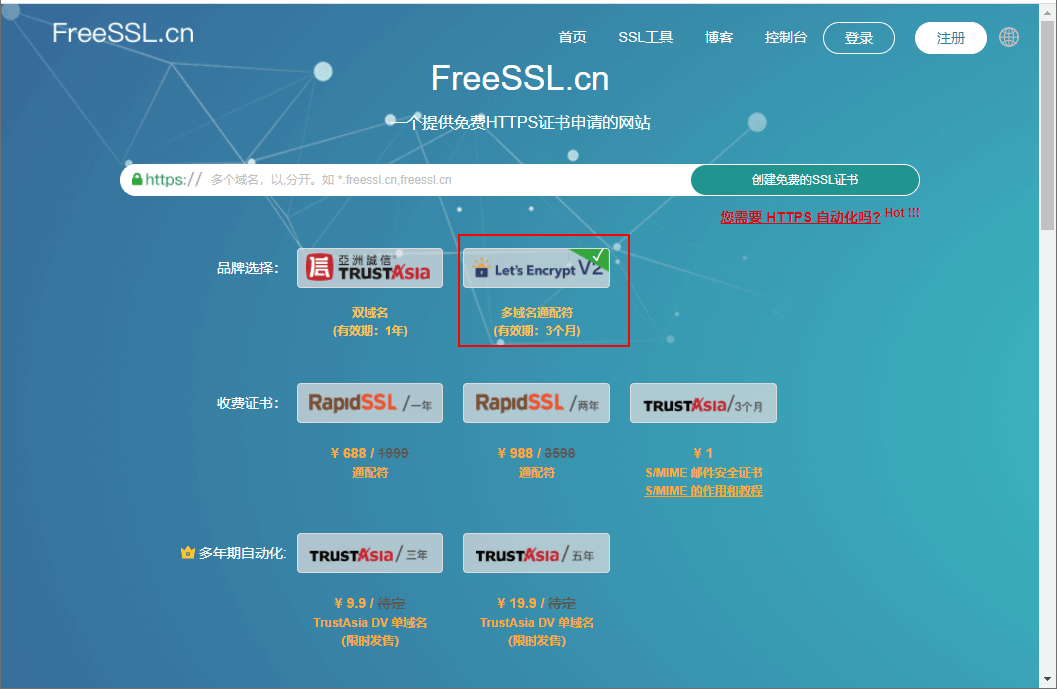 FreeSSL.cn
首页 SSL工具 博客 控制台 登录 注册
FreeSSL.cn
一个提供免费HTTPS证书申请的网站
https:// 多个域名，以,分开。如 *.freessl.cn,freessl.cn 创建免费的SSL证书
您需要 HTTPS 自动化吗? Hot !!!
品牌选择： 亞洲誠信 TRUSTAsia Let's Encrypt V2
双域名 多域名通配符
(有效期：1年) (有效期：3个月)
收费证书： RapidSSL /一年 RapidSSL /两年 TRUSTAsia/3个月
¥ 688 / 1999 ¥ 988 / 3598 ¥ 1
通配符 通配符 S/MIME 邮件安全证书
S/MIME 的作用和教程
多年期自动化: TRUSTAsia/三年 TRUSTAsia/五年
¥ 9.9 / 待定 ¥ 19.9 / 待定
TrustAsia DV 单域名 TrustAsia DV 单域名
(限时发售) (限时发售)